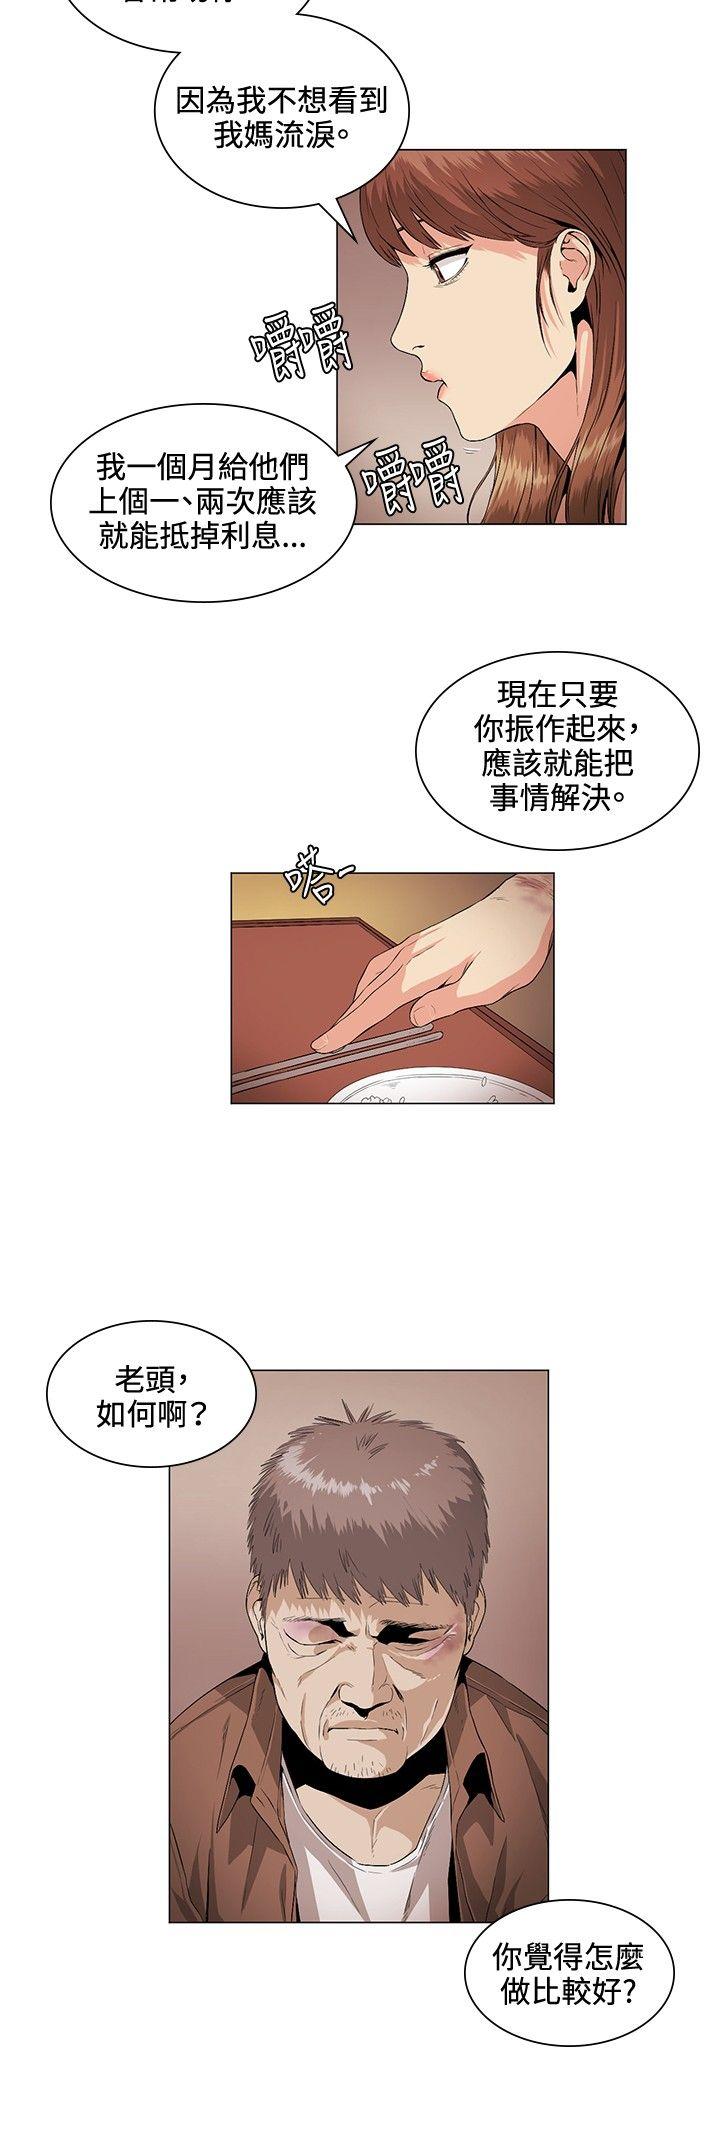 因為我不想看到
我媽流淚。
嚼嚼
我一個月給他們
上個一、兩次應該
就能抵掉利息...
嚼嚼
現在只要
你振作起來,
應該就能把
事情解決。
嗒-
老頭,
如何啊?
你覺得怎麼
做比較好?